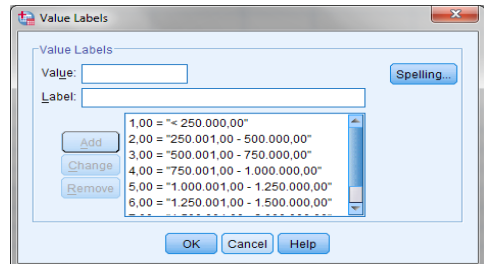 Value Labels
Value Labels
Value:
Spelling...
Label:
1,00 = "< 250.000,00"
Add
2,00 = "250.001,00 - 500.000,00"
3,00 = "500.001,00 - 750.000,00"
Change
4,00 = "750.001,00 - 1.000.000,00"
Remove
5,00 = "1.000.001,00 - 1.250.000,00"
6,00 = "1.250.001,00 - 1.500.000,00"
OK
Cancel
Help